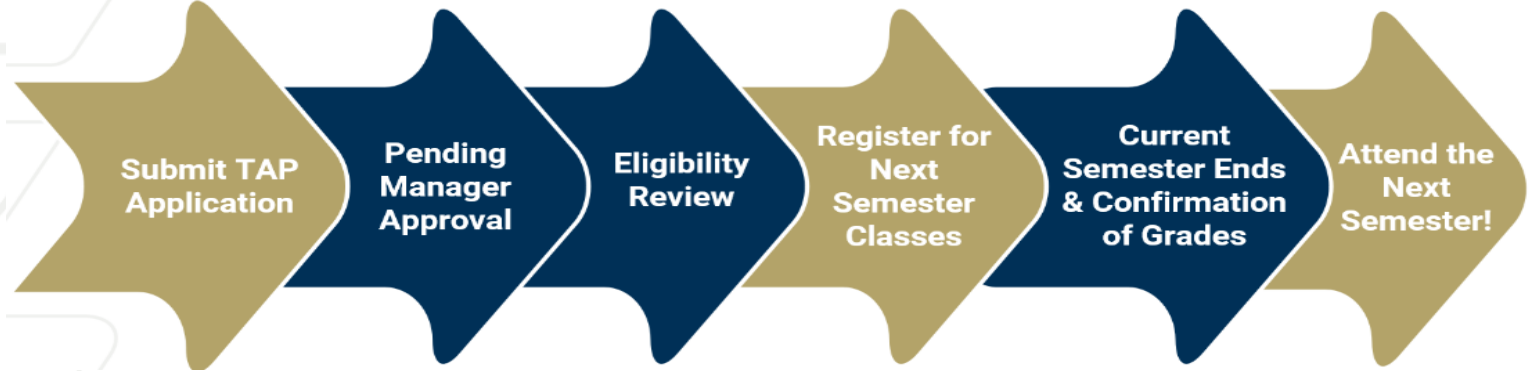 Submit TAP
Application
Pending
Manager
Approval
Eligibility
Review
Register for
Next
Semester
Classes
Current
Semester Ends
& Confirmation
of Grades
Attend the
Next
Semester!